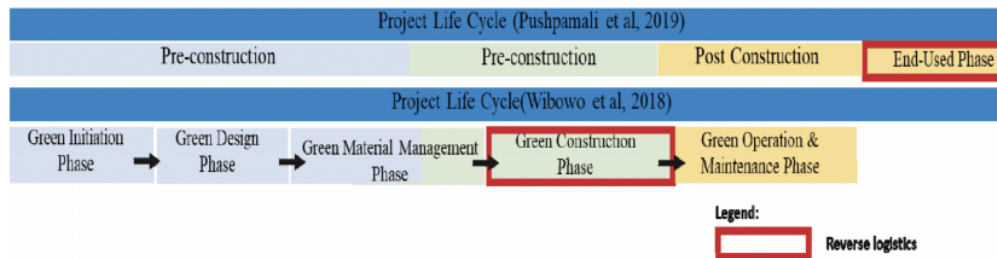 Project Life Cycle (Pushpamali et al, 2019)
Pre-construction Pre-construction Post Construction End-Used Phase
Project Life Cycle(Wibowo et al, 2018)
Green Initiation Phase
Green Design Phase
Green Material Management Phase
Green Construction Phase
Green Operation & Maintenance Phase
Legend:
Reverse logistics